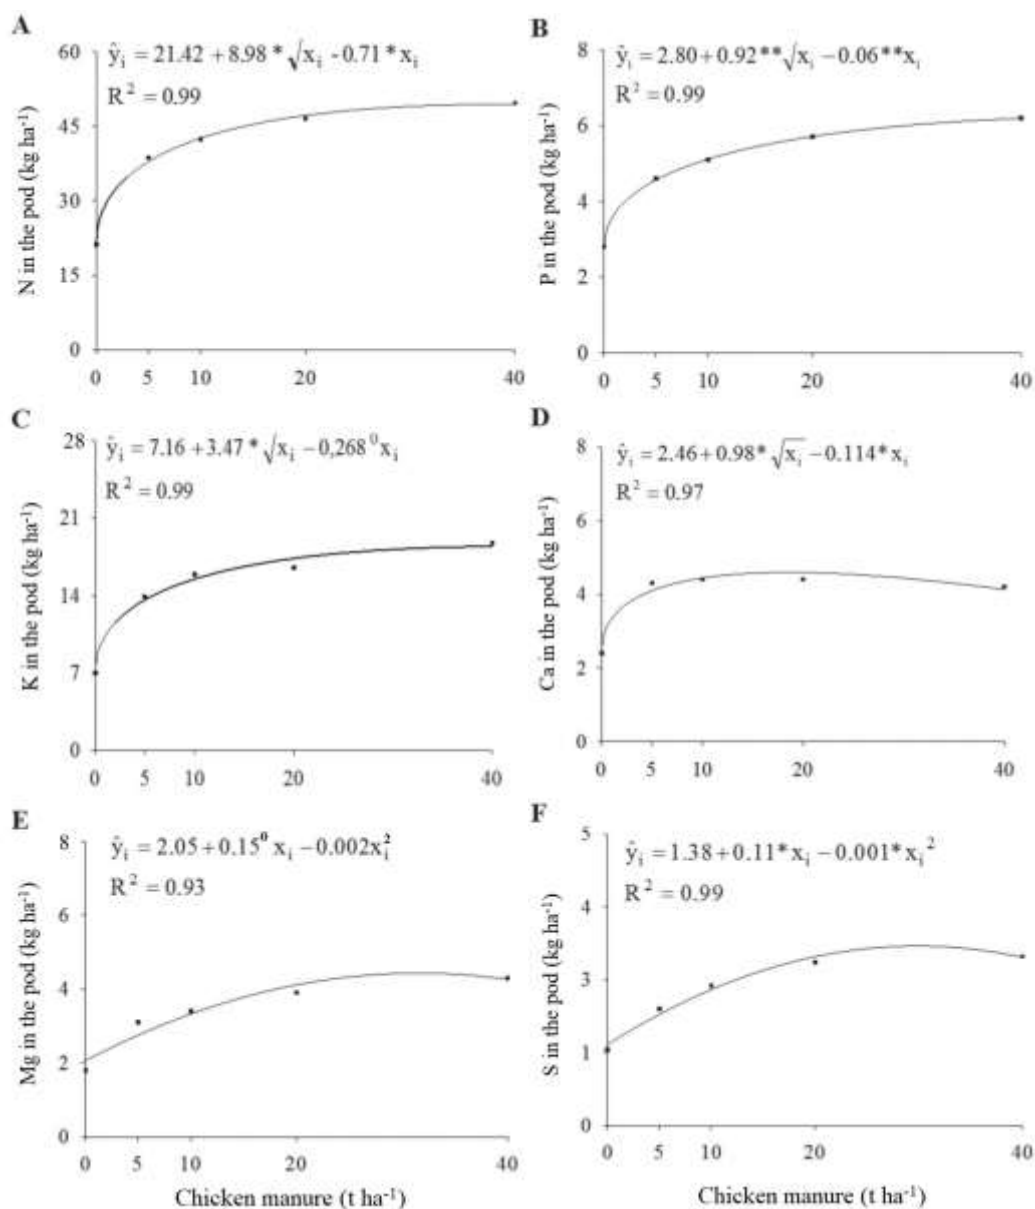 A
ŷi = 21.42 + 8.98 * √xi - 0.71 * xi
R² = 0.99
N in the pod (kg ha⁻¹)
60
45
30
15
0
0 5 10 20 40
B
ŷi = 2.80 + 0.92 ** √xi − 0.06 ** xi
R² = 0.99
P in the pod (kg ha⁻¹)
8
6
4
2
0
0 5 10 20 40
C
ŷi = 7.16 + 3.47 * √xi − 0,268⁰ xi
R² = 0.99
K in the pod (kg ha⁻¹)
28
21
14
7
0
0 5 10 20 40
D
ŷi = 2.46 + 0.98* √xi − 0.114* xi
R² = 0.97
Ca in the pod (kg ha⁻¹)
8
6
4
2
0
0 5 10 20 40
E
ŷi = 2.05 + 0.15⁰ xi − 0.002xi²
R² = 0.93
Mg in the pod (kg ha⁻¹)
8
6
4
2
0
0 5 10 20 40
Chicken manure (t ha⁻¹)
F
ŷi = 1.38 + 0.11* xi − 0.001* xi²
R² = 0.99
S in the pod (kg ha⁻¹)
5
3
1
0
0 5 10 20 40
Chicken manure (t ha⁻¹)